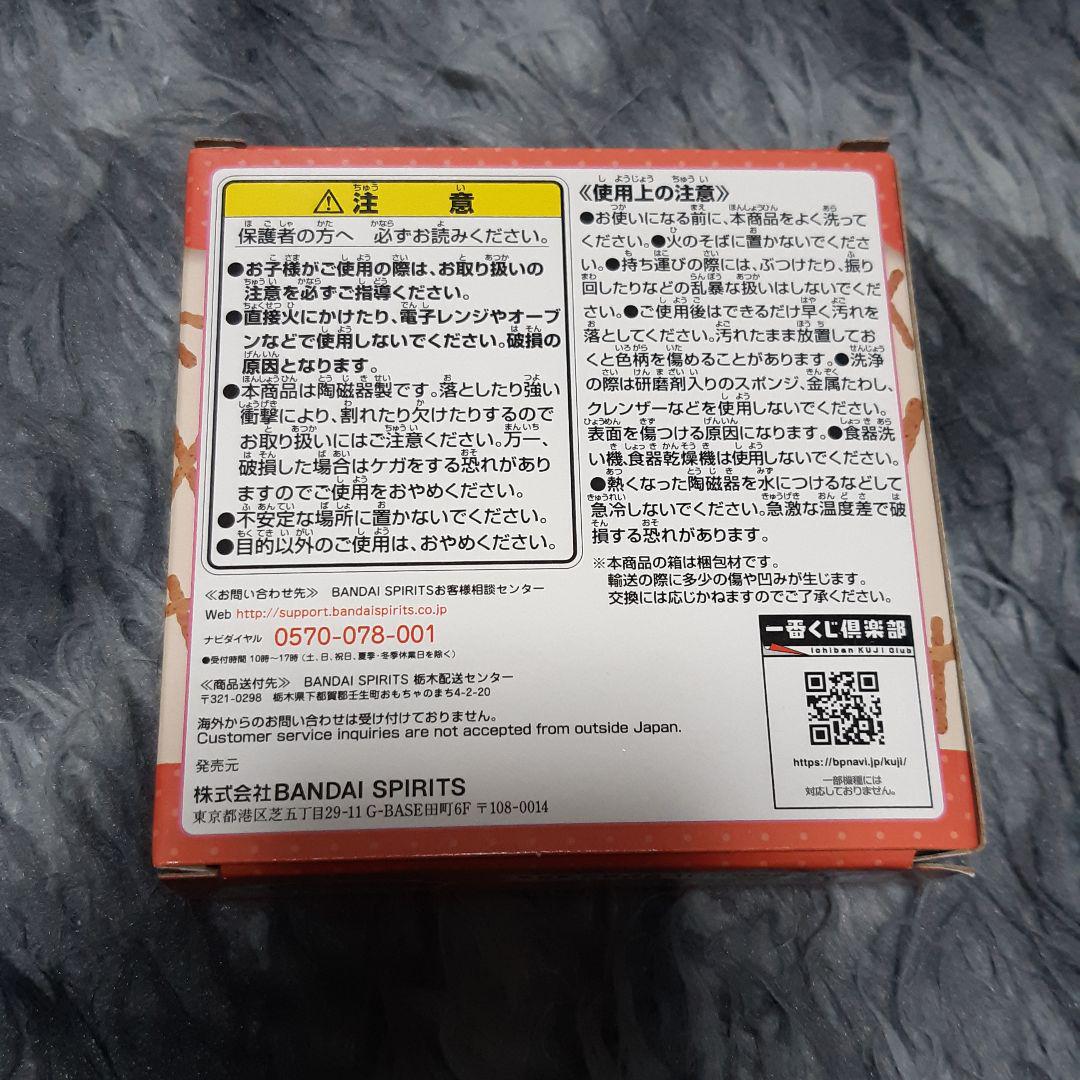 ⚠注意
保護者の方へ 必ずお読みください。
●お子様がご使用の際は、お取り扱いの
注意を必ずご指導ください。
●直接火にかけたり、電子レンジやオーブ
ンなどで使用しないでください。破損の
原因となります。
●本商品は陶磁器製です。落としたり強い
衝撃により、割れたり欠けたりするので
お取り扱いにはご注意ください。万一、
破損した場合はケガをする恐れがあり
ますのでご使用をおやめください。
●不安定な場所に置かないでください。
●目的以外のご使用は、おやめください。
≪お問い合わせ先≫ BANDAI SPIRITSお客様相談センター
Web http://support.bandaispirits.co.jp
ナビダイヤル 0570-078-001
●受付時間 10時〜17時（土、日、祝日、夏季・冬季休業日を除く）
≪商品送付先≫ BANDAI SPIRITS 栃木配送センター
〒321-0298 栃木県下都賀郡壬生町おもちゃのまち4-2-20
海外からのお問い合わせは受け付けておりません。
Customer service inquiries are not accepted from outside Japan.
発売元
株式会社BANDAI SPIRITS
東京都港区芝五丁目29-11 G-BASE田町6F 〒108-0014
≪使用上の注意≫
●お使いになる前に、本商品をよく洗って
ください。●火のそばに置かないでくださ
い。●持ち運びの際には、ぶつけたり、振り
回したりなどの乱暴な扱いはしないでくだ
さい。●ご使用後はできるだけ早く汚れを
落としてください。汚れたまま放置してお
くと色柄を傷めることがあります。●洗浄
の際は研磨剤入りのスポンジ、金属たわし、
クレンザーなどを使用しないでください。
表面を傷つける原因になります。●食器洗
い機、食器乾燥機は使用しないでください。
●熱くなった陶磁器を水につけるなどして
急冷しないでください。急激な温度差で破
損する恐れがあります。
※本商品の箱は梱包材です。
輸送の際に多少の傷や凹みが生じます。
交換には応じかねますのでご了承ください。
一番くじ倶楽部
Ichiban KUJI Club
https://bpnavi.jp/kuji/
一部機種には
対応しておりません。